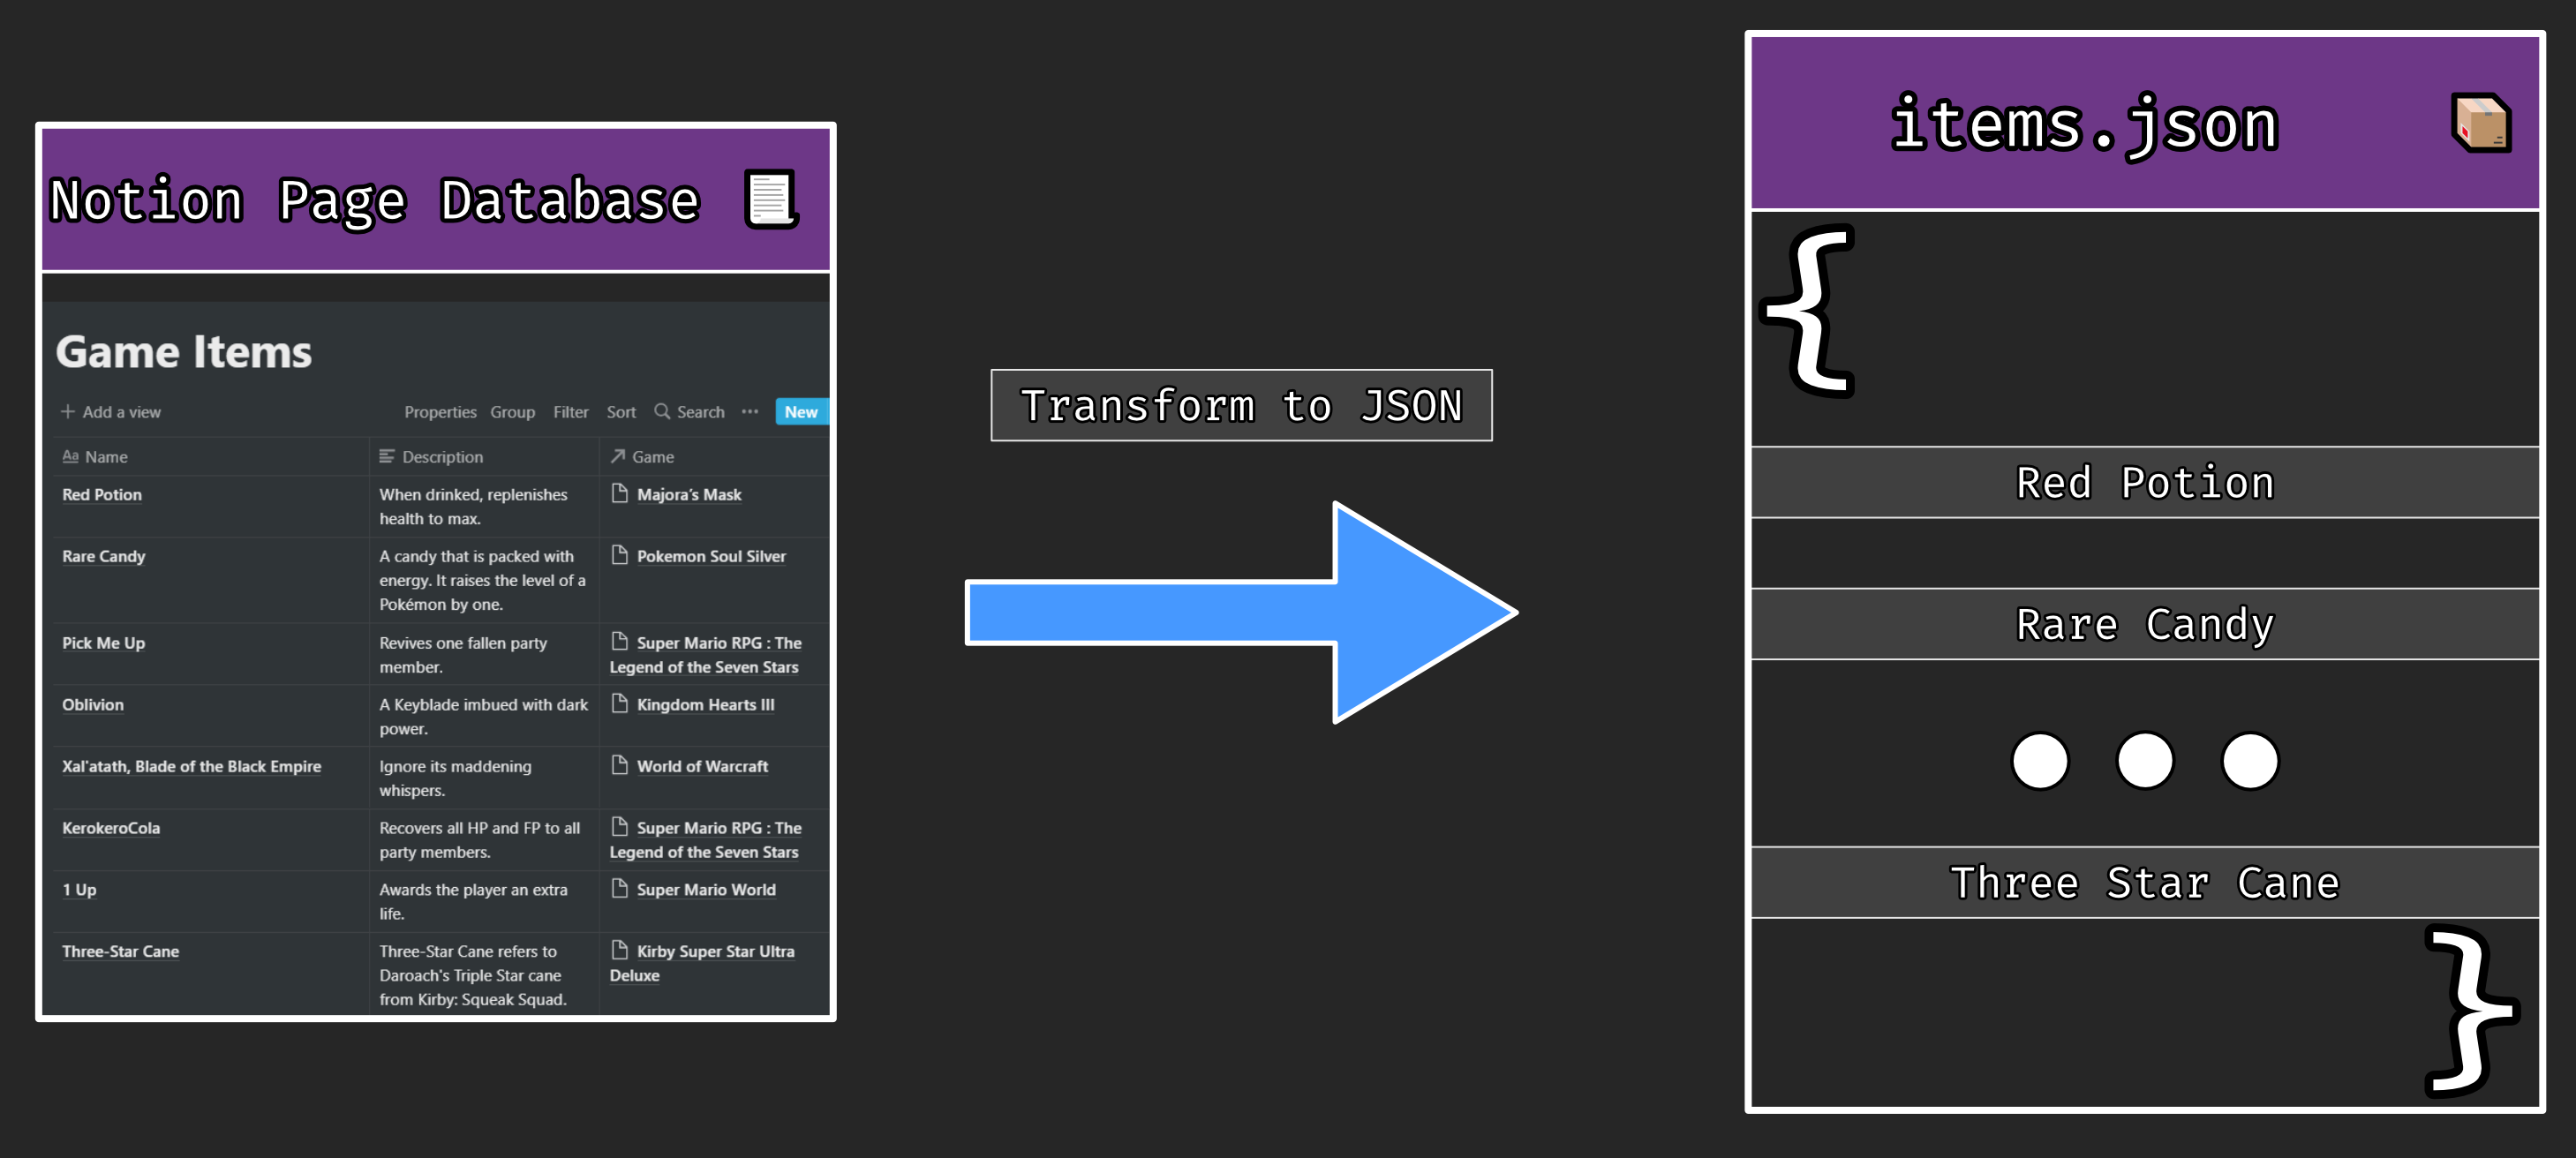 Notion Page Database
Game Items
Add a view Properties Group Filter Sort Search ... New
Aa Name Description Game
Red Potion When drinked, replenishes Majora's Mask
health to max.
Rare Candy A candy that is packed with Pokemon Soul Silver
energy. It raises the level of a
Pokémon by one.
Pick Me Up Revives one fallen party Super Mario RPG : The
member. Legend of the Seven Stars
Oblivion A Keyblade imbued with dark Kingdom Hearts III
power.
Xal'atath, Blade of the Black Empire Ignore its maddening World of Warcraft
whispers.
KerokeroCola Recovers all HP and FP to all Super Mario RPG : The
party members. Legend of the Seven Stars
1 Up Awards the player an extra Super Mario World
life.
Three-Star Cane Three-Star Cane refers to Kirby Super Star Ultra
Daroach's Triple Star cane Deluxe
from Kirby: Squeak Squad.
Transform to JSON
items.json
{
Red Potion
Rare Candy
Three Star Cane
}